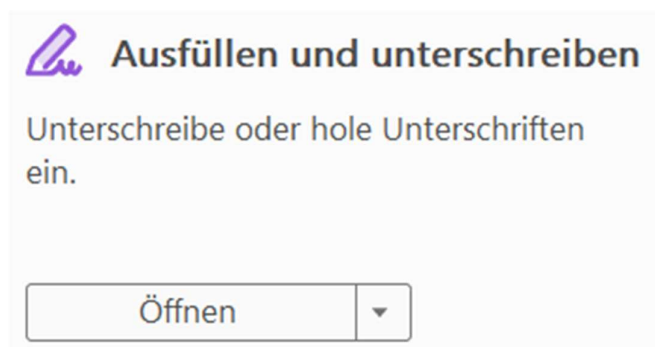 Ausfüllen und unterschreiben
Unterschreibe oder hole Unterschriften
ein.
Öffnen